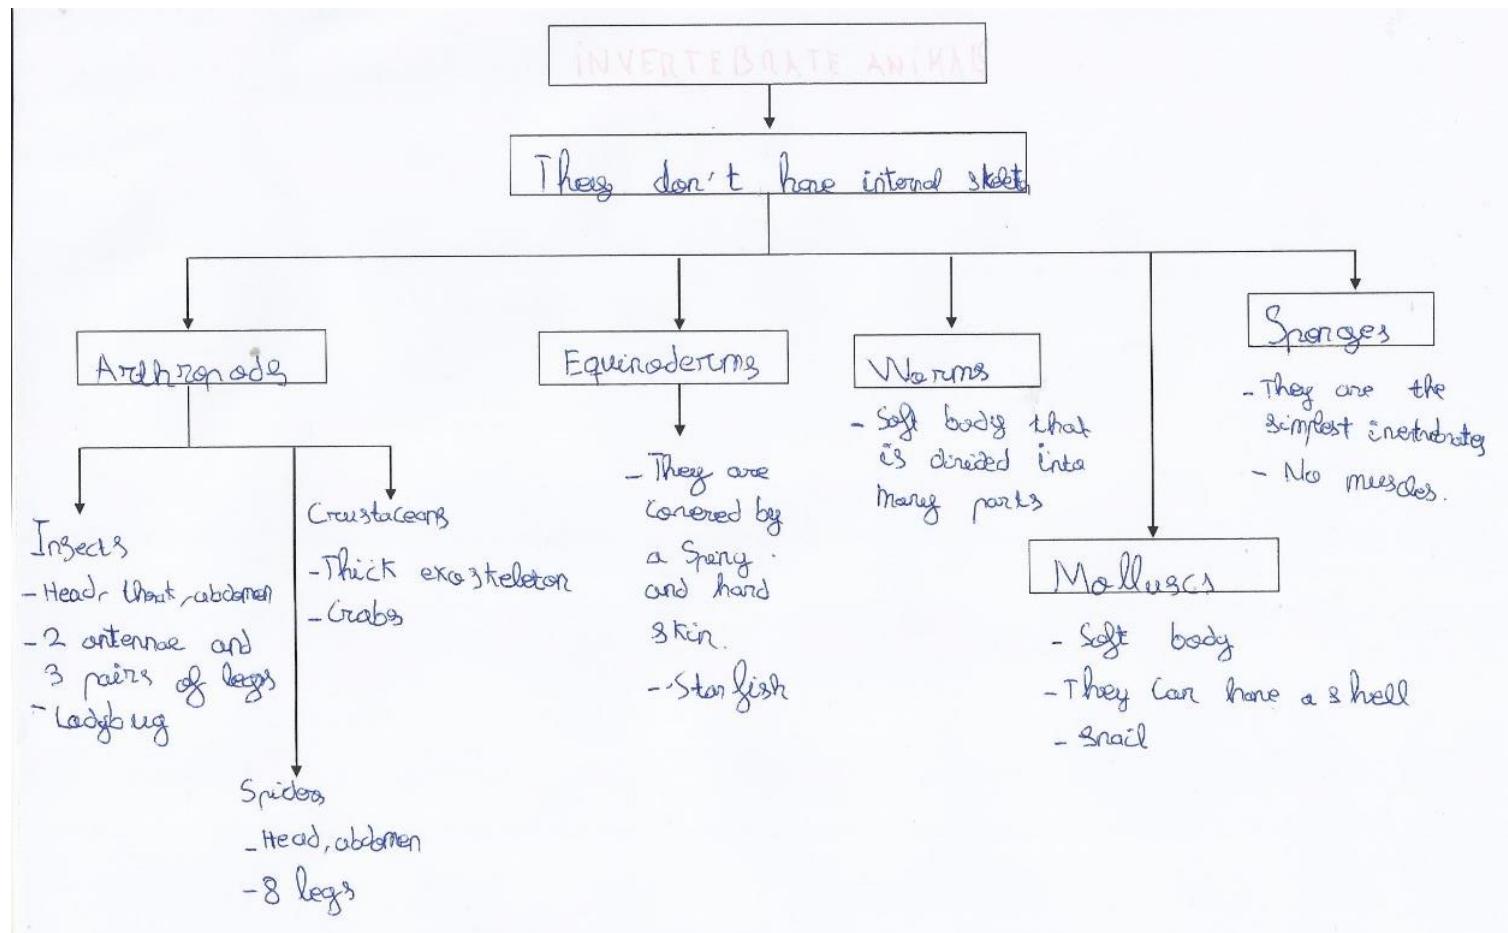 INVERTEBRATE ANIMALS
They don't have internal skeleto
Arthropods
Insects
- Head, thorat, abdomen
- 2 antennae and
3 pairs of legs
- Ladybug
Spiders
- Head, abdomen
- 8 legs
Crustaceans
- Thick exoskeleton
- Crabs
Equinoderms
- They are
covered by
a Spiny
and hard
skin.
- Starfish
Worms
- Soft body that
is divided into
many parts
Molluscs
- Soft body
- They can have a shell
- Snail
Sponges
- They are the
simplest
- No muscles.